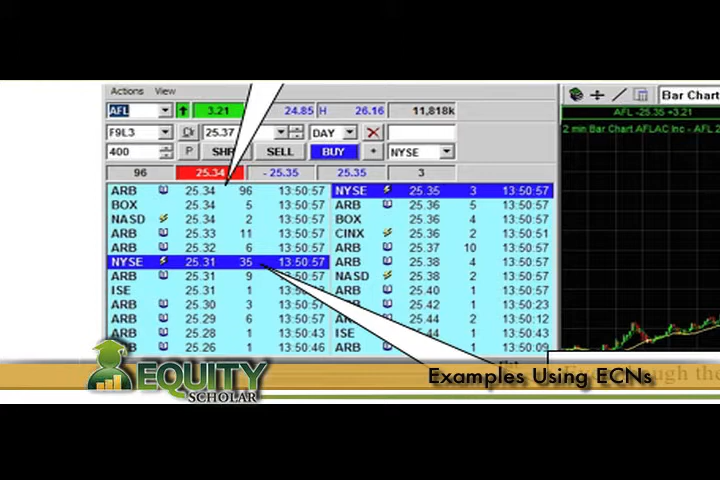 Actions View
AFL 3.21 24.85 H 26.16 11,818k
F9L3 25.37 DAY
400 P SHR SELL BUY + NYSE
96 25.34 - 25.35 25.35 3
ARB 25.34 96 13:50:57 NYSE 25.35 3 13:50:57
BOX 25.34 5 13:50:57 ARB 25.36 5 13:50:57
NASD 25.34 2 13:50:57 BOX 25.36 4 13:50:57
ARB 25.33 11 13:50:57 CINX 25.36 2 13:50:51
ARB 25.32 6 13:50:57 ARB 25.37 10 13:50:57
NYSE 25.31 35 13:50:57 ARB 25.38 4 13:50:57
ARB 25.31 9 13:50:57 NASD 25.38 2 13:50:57
ISE 25.31 1 ARB 25.40 1 13:50:57
ARB 25.30 3 13:50:57 ARB 25.42 1 13:50:23
ARB 25.29 6 13:50:57 ARB 25.44 2 13:50:12
ARB 25.28 1 13:50:43 ISE 25.44 1 13:50:43
ARB 25.26 1 13:50:46 ARB 1 13:50:09
Bar Chart
AFL -25.35 +3.21
2 min Bar Chart AFLAC Inc - AFL 2
EQUITY
SCHOLAR
Examples Using ECNs